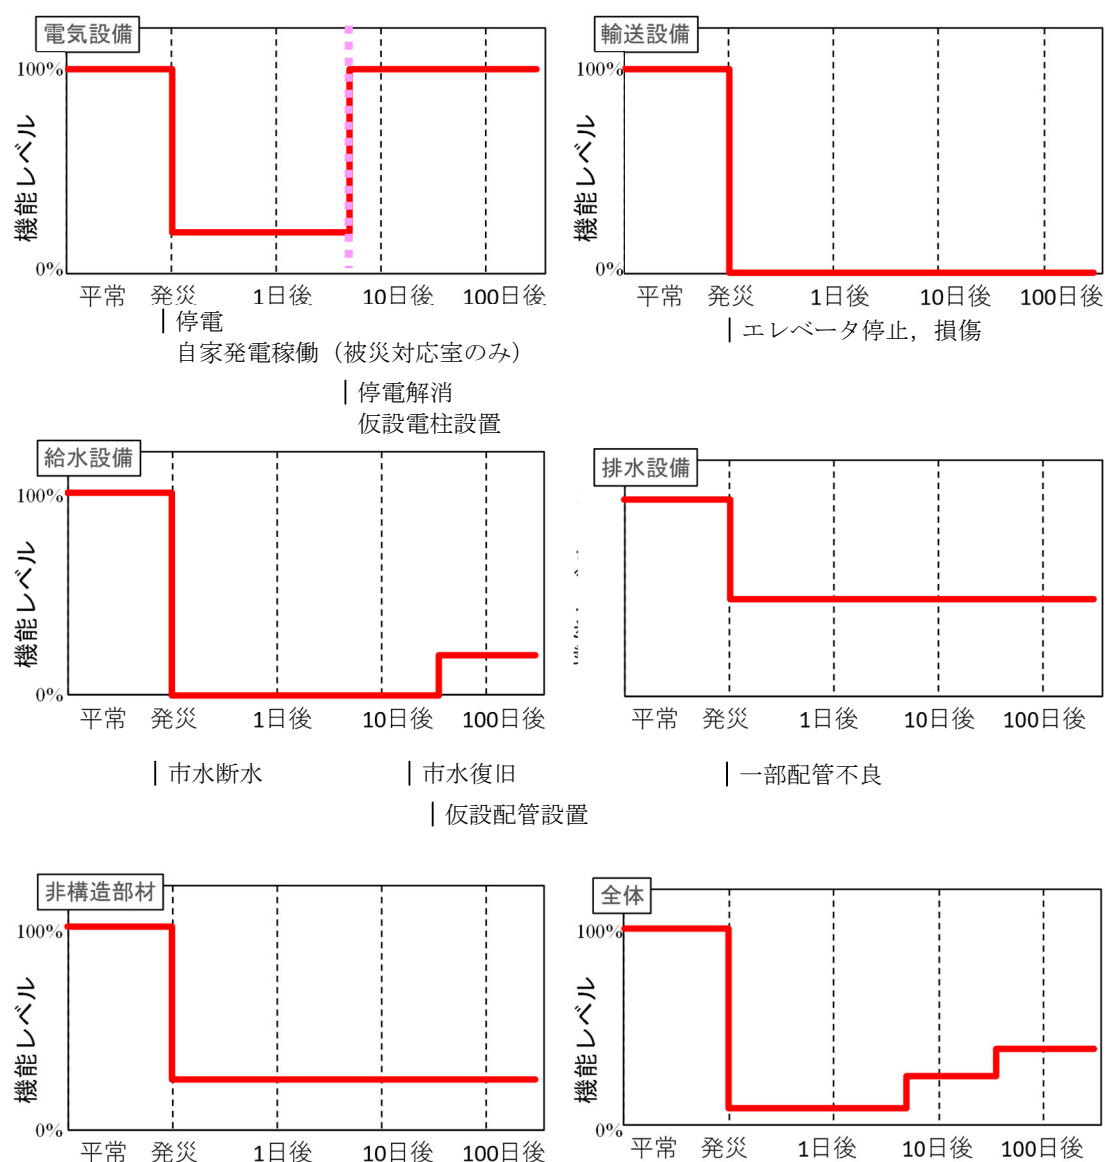 電気設備
100%
機能レベル
0%
平常 発災 1日後 10日後 100日後
停電
自家発電稼働（被災対応室のみ）
停電解消
仮設電柱設置
輸送設備
100%
機能レベル
0%
平常 発災 1日後 10日後 100日後
エレベータ停止，損傷
給水設備
100%
機能レベル
0%
平常 発災 1日後 10日後 100日後
市水断水
市水復旧
仮設配管設置
排水設備
平常 発災 1日後 10日後 100日後
一部配管不良
非構造部材
100%
機能レベル
0%
平常 発災 1日後 10日後 100日後
全体
100%
機能レベル
0%
平常 発災 1日後 10日後 100日後